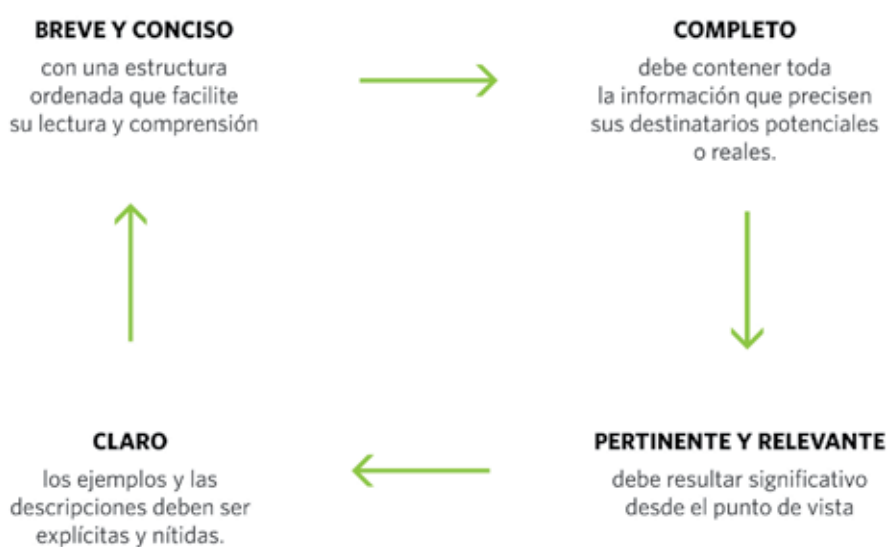 BREVE Y CONCISO
con una estructura
ordenada que facilite
su lectura y comprensión
COMPLETO
debe contener toda
la información que precisen
sus destinatarios potenciales
o reales.
PERTINENTE Y RELEVANTE
debe resultar significativo
desde el punto de vista
CLARO
los ejemplos y las
descripciones deben ser
explícitas y nítidas.